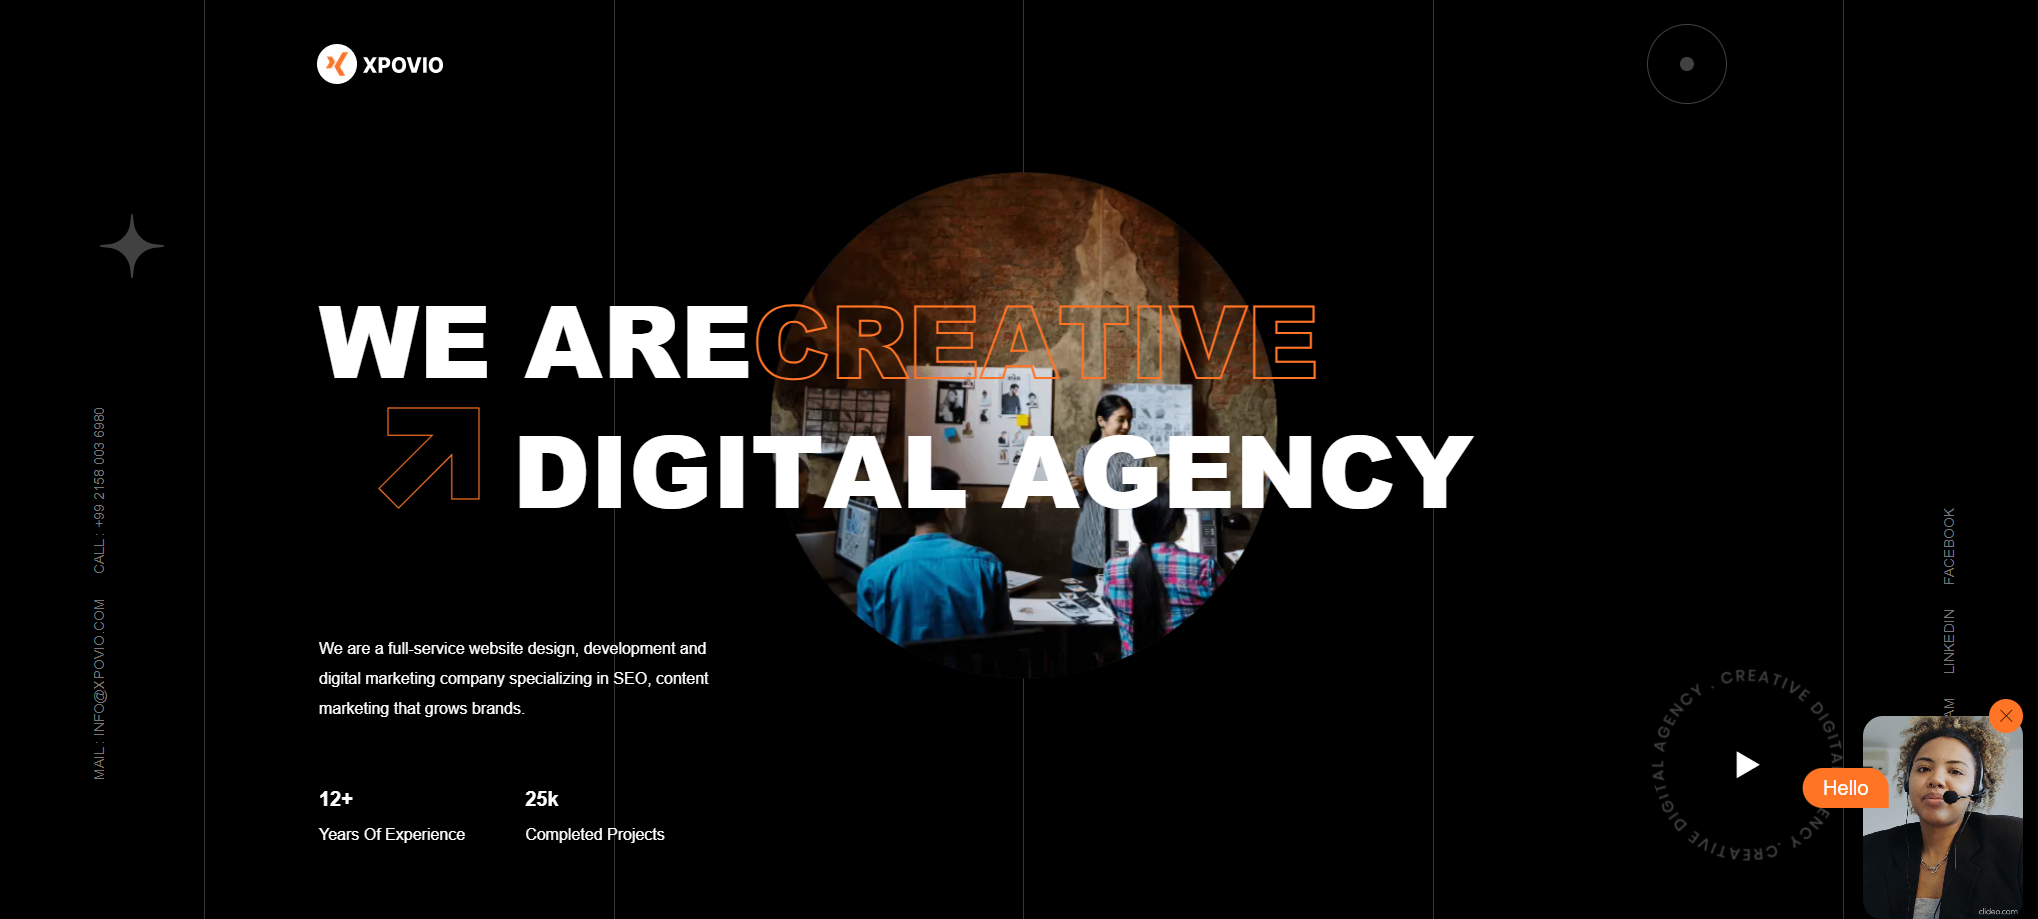 XPOVIO
WE ARE CREATIVE
DIGITAL AGENCY
We are a full-service website design, development and
digital marketing company specializing in SEO, content
marketing that grows brands.
12+
Years Of Experience
25k
Completed Projects
MAIL : INFO@XPOVIO.COM
CALL : +99 2158 003 6980
FACEBOOK
LINKEDIN
AM
CREATIVE DIGITAL AGENCY . CREATIVE DIGITA ENCY .
Hello
clideo.com